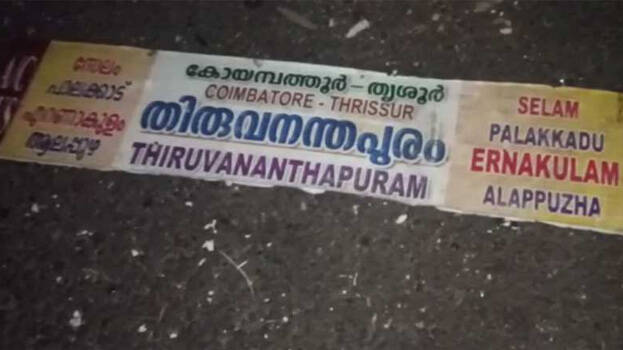 സേലം
പാലക്കാട്
എറണാകുളം
ആലപ്പുഴ
കോയമ്പത്തൂർ - തൃശൂർ
COIMBATORE - THRISSUR
തിരുവനന്തപുരം
THIRUVANANTHAPURAM
SELAM
PALAKKADU
ERNAKULAM
ALAPPUZHA